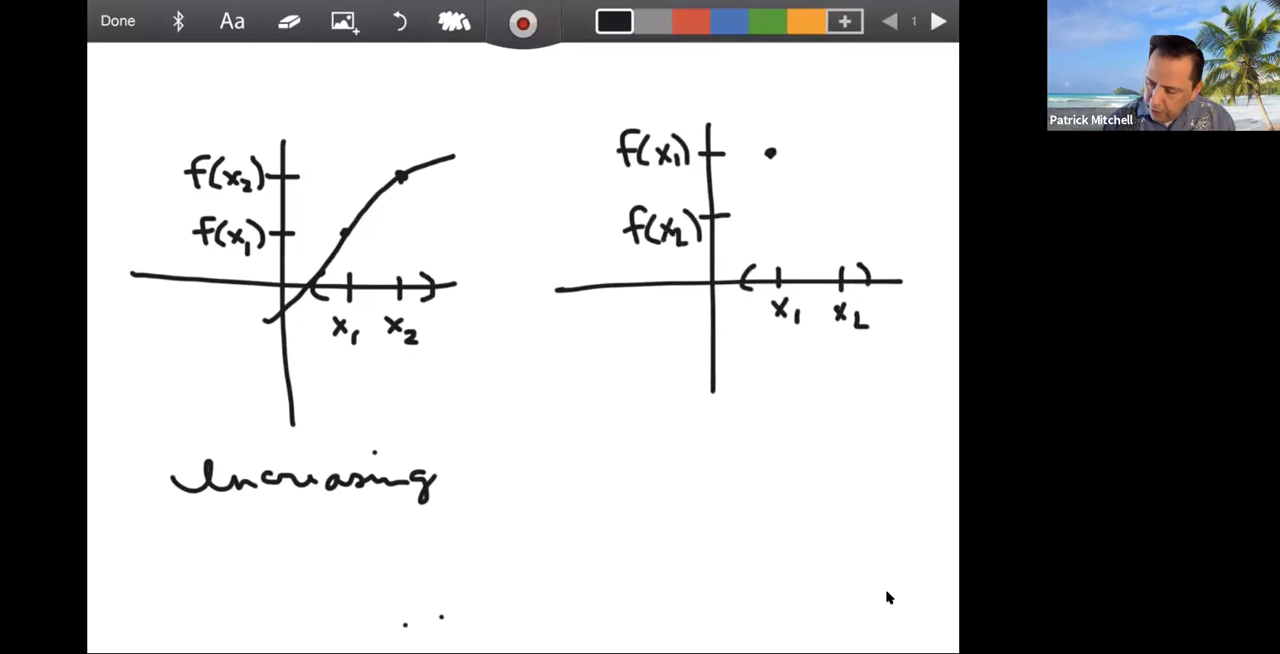 Done Aa 1
Patrick Mitchell
f(x₂)
f(x₁)
x₁ x₂
Increasing
f(x₁)
f(x₂)
x₁ x₂